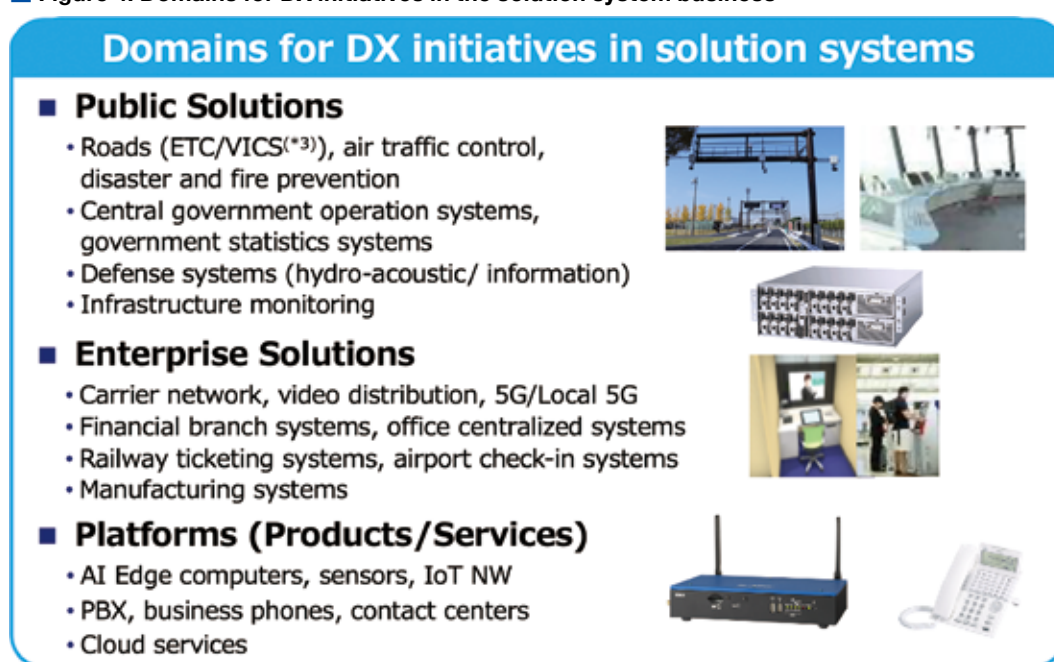 Domains for DX initiatives in solution systems
■ Public Solutions
• Roads (ETC/VICS(*3)), air traffic control,
disaster and fire prevention
• Central government operation systems,
government statistics systems
• Defense systems (hydro-acoustic/ information)
• Infrastructure monitoring
■ Enterprise Solutions
• Carrier network, video distribution, 5G/Local 5G
• Financial branch systems, office centralized systems
• Railway ticketing systems, airport check-in systems
• Manufacturing systems
■ Platforms (Products/Services)
• AI Edge computers, sensors, IoT NW
• PBX, business phones, contact centers
• Cloud services